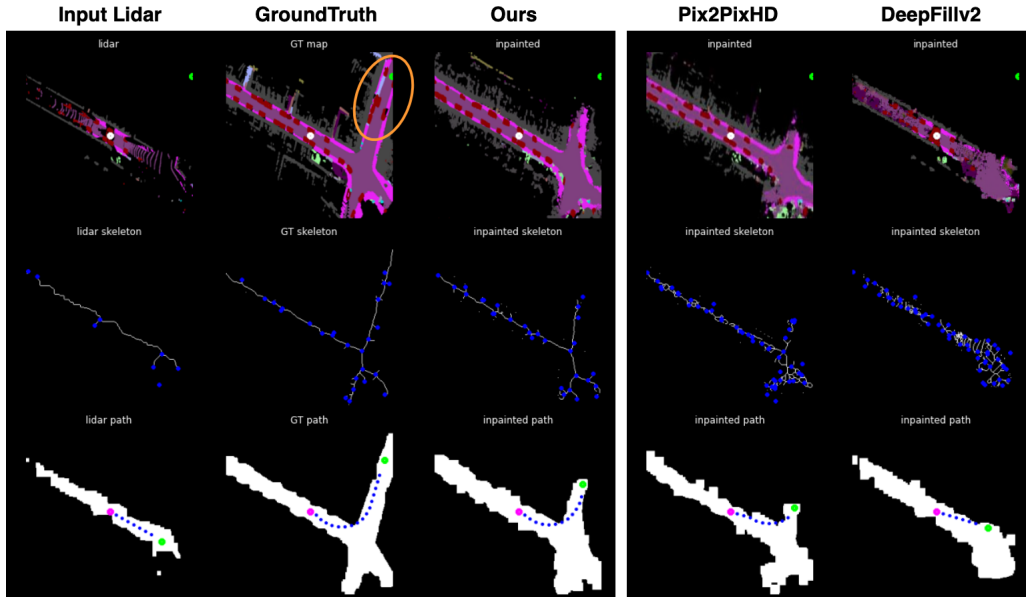 Input Lidar GroundTruth Ours Pix2PixHD DeepFillv2
lidar GT map inpainted inpainted inpainted
lidar skeleton GT skeleton inpainted skeleton inpainted skeleton inpainted skeleton
lidar path GT path inpainted path inpainted path inpainted path